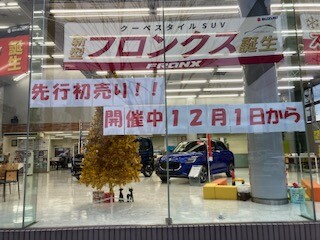 クーペスタイルSUV
新型
フロンクス
誕生
FRONX
SUZUKI
誕生
先行初売り!!
開催中12月1日から